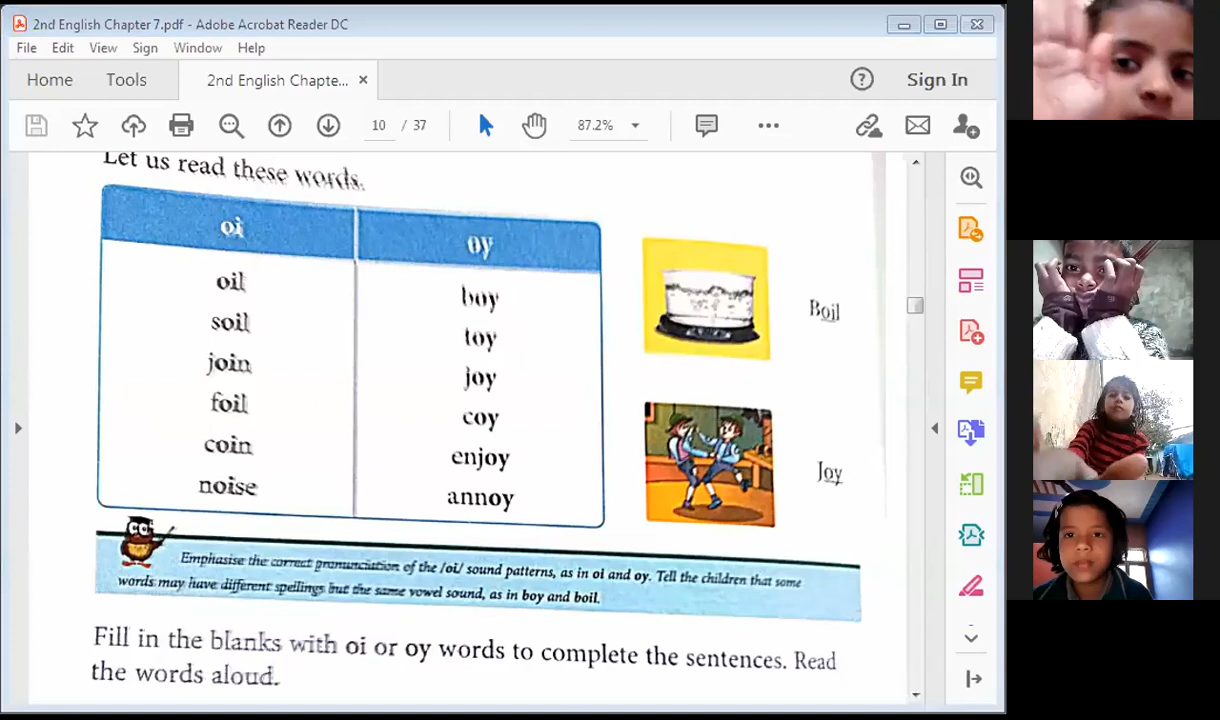 2nd English Chapter 7.pdf - Adobe Acrobat Reader DC
File Edit View Sign Window Help
Home Tools 2nd English Chapte... × ? Sign In
10 / 37 87.2%
Let us read these words.
oi oy
oil boy
soil toy
join joy
foil coy
coin enjoy
noise annoy
Boil
Joy
Emphasise the correct pronunciation of the /oi/ sound patterns, as in oi and oy. Tell the children that some
words may have different spellings but the same vowel sound, as in boy and boil.
Fill in the blanks with oi or oy words to complete the sentences. Read
the words aloud.